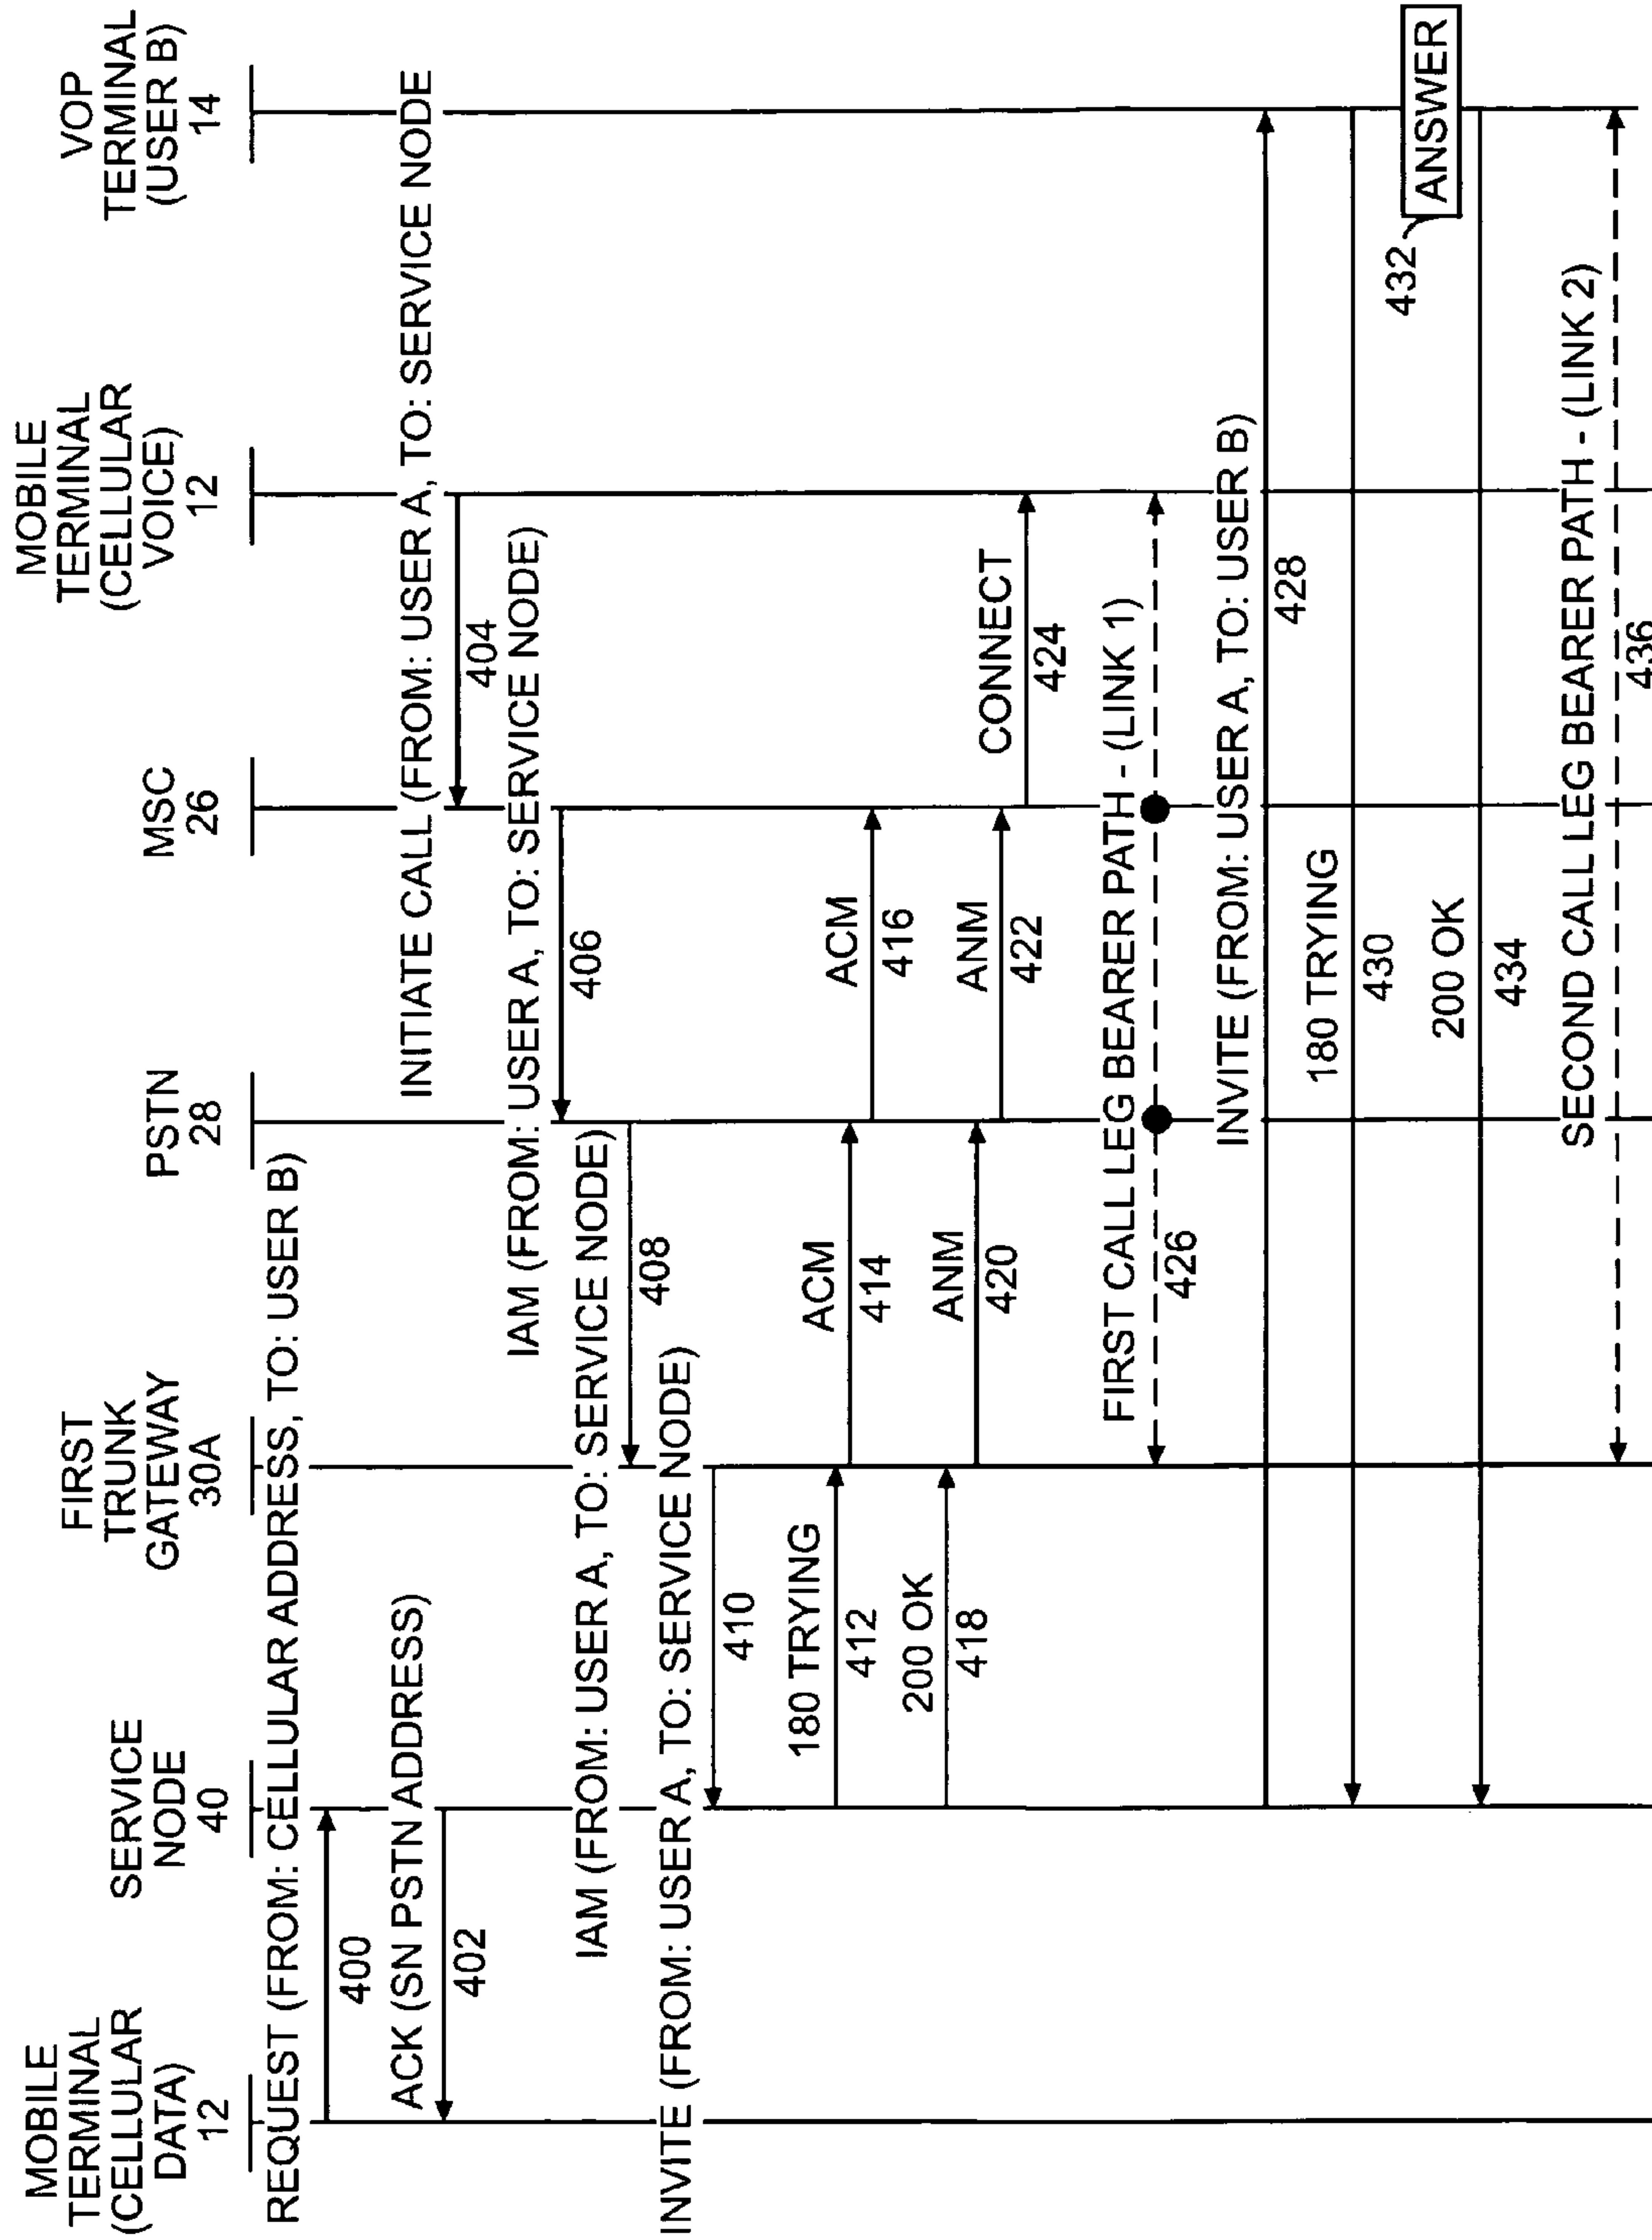 MOBILE
TERMINAL
(CELLULAR
DATA)
12
SERVICE
NODE
40
FIRST
TRUNK
GATEWAY
30A
PSTN
28
MSC
26
MOBILE
TERMINAL
(CELLULAR
VOICE)
12
VOP
TERMINAL
(USER B)
14
REQUEST (FROM: CELLULAR ADDRESS, TO: USER B)
400
ACK (SN PSTN ADDRESS)
402
INITIATE CALL (FROM: USER A, TO: SERVICE NODE
404
IAM (FROM: USER A, TO: SERVICE NODE)
406
IAM (FROM: USER A, TO: SERVICE NODE)
408
INVITE (FROM: USER A, TO: SERVICE NODE)
410
180 TRYING
412
ACM
414
ACM
416
200 OK
418
ANM
420
ANM
422
CONNECT
424
FIRST CALL LEG BEARER PATH - (LINK 1)
426
INVITE (FROM: USER A, TO: USER B)
428
180 TRYING
430
432
ANSWER
200 OK
434
SECOND CALL LEG BEARER PATH - (LINK 2)
436